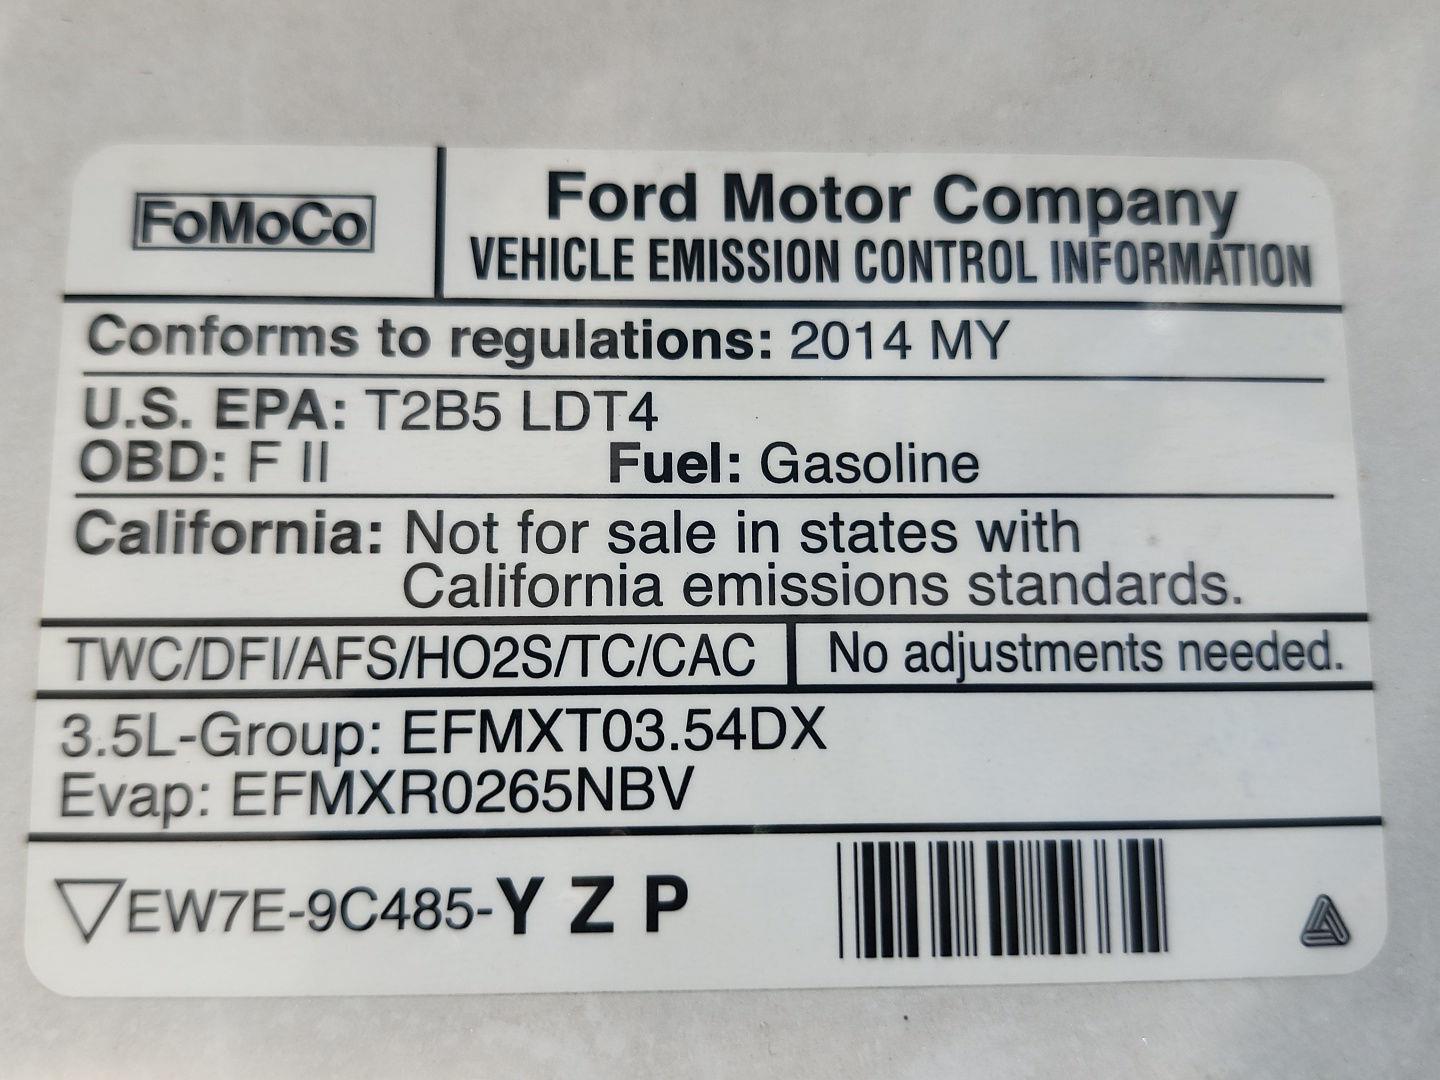 FoMoCo
Ford Motor Company
VEHICLE EMISSION CONTROL INFORMATION
Conforms to regulations: 2014 MY
U.S. EPA: T2B5 LDT4
OBD: F II Fuel: Gasoline
California: Not for sale in states with
California emissions standards.
TWC/DFI/AFS/HO2S/TC/CAC No adjustments needed.
3.5L-Group: EFMXT03.54DX
Evap: EFMXR0265NBV
EW7E-9C485-Y Z P